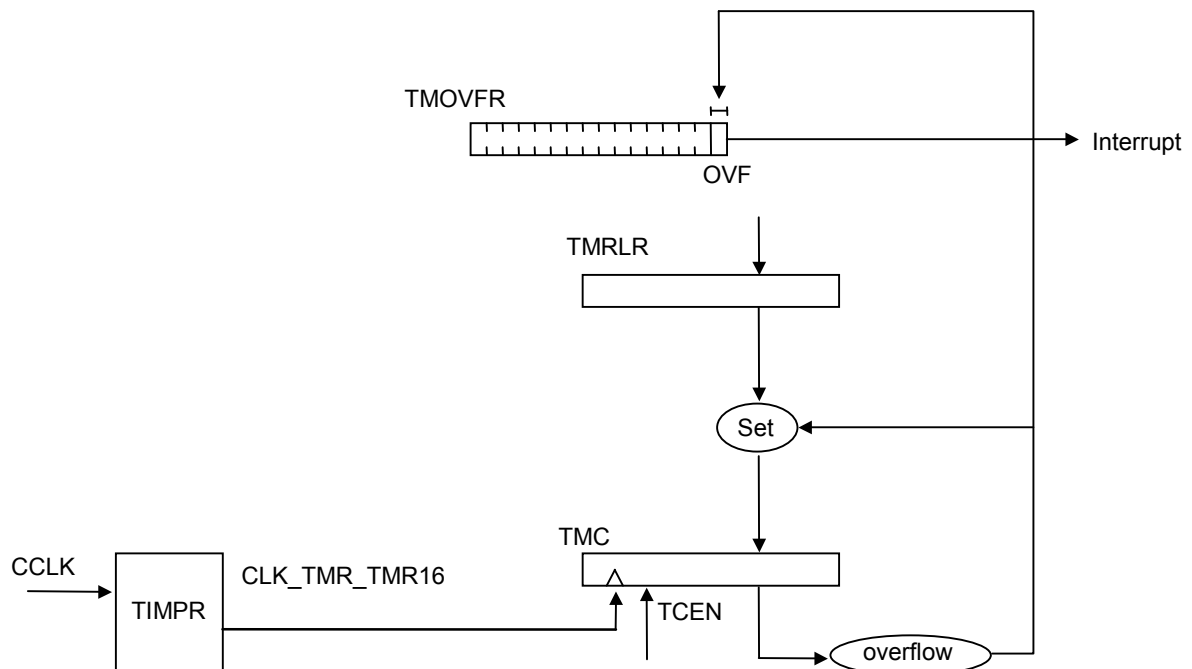 TMOVFR
Interrupt
OVF
TMRLR
Set
TMC
CCLK
CLK_TMR_TMR16
TIMPR
TCEN
overflow